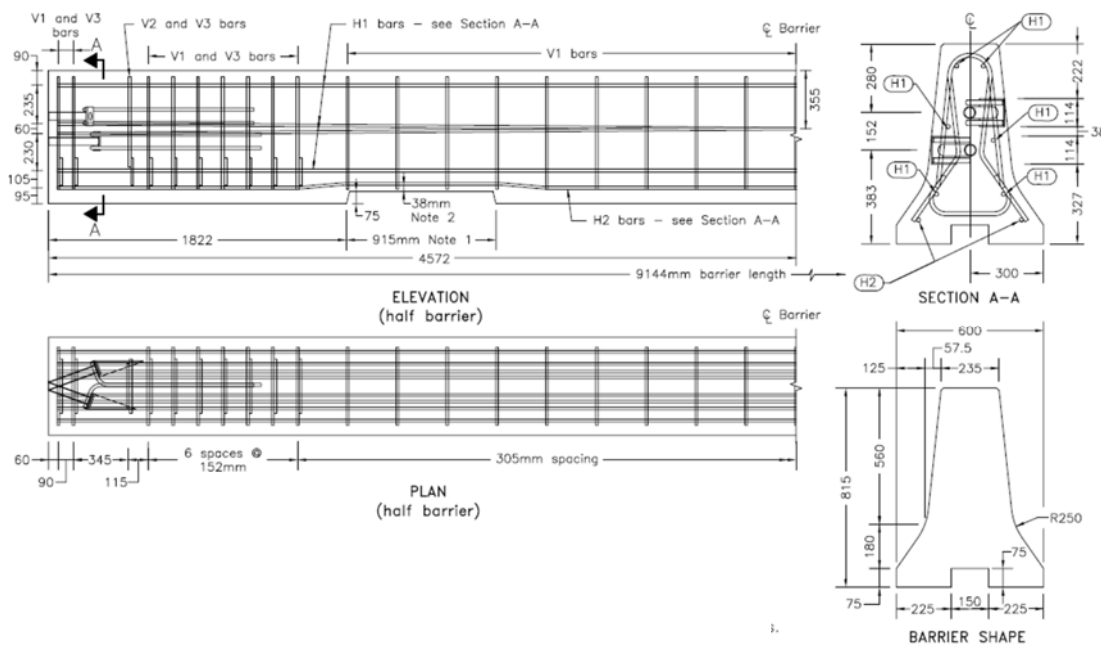 V1 and V3
bars
A
V2 and V3 bars
V1 and V3 bars
H1 bars – see Section A–A
V1 bars
℄ Barrier
90
235
60
230
105
95
A
355
75
38mm
Note 2
H2 bars – see Section A–A
1822
915mm Note 1
4572
9144mm barrier length
ELEVATION
(half barrier)
℄
H1
H1
H1
H1
H1
H2
280
152
383
222
114
114
327
300
SECTION A–A
℄ Barrier
60
90
345
115
6 spaces @
152mm
305mm spacing
PLAN
(half barrier)
600
57.5
125
235
815
560
180
75
R250
75
225
150
225
BARRIER SHAPE